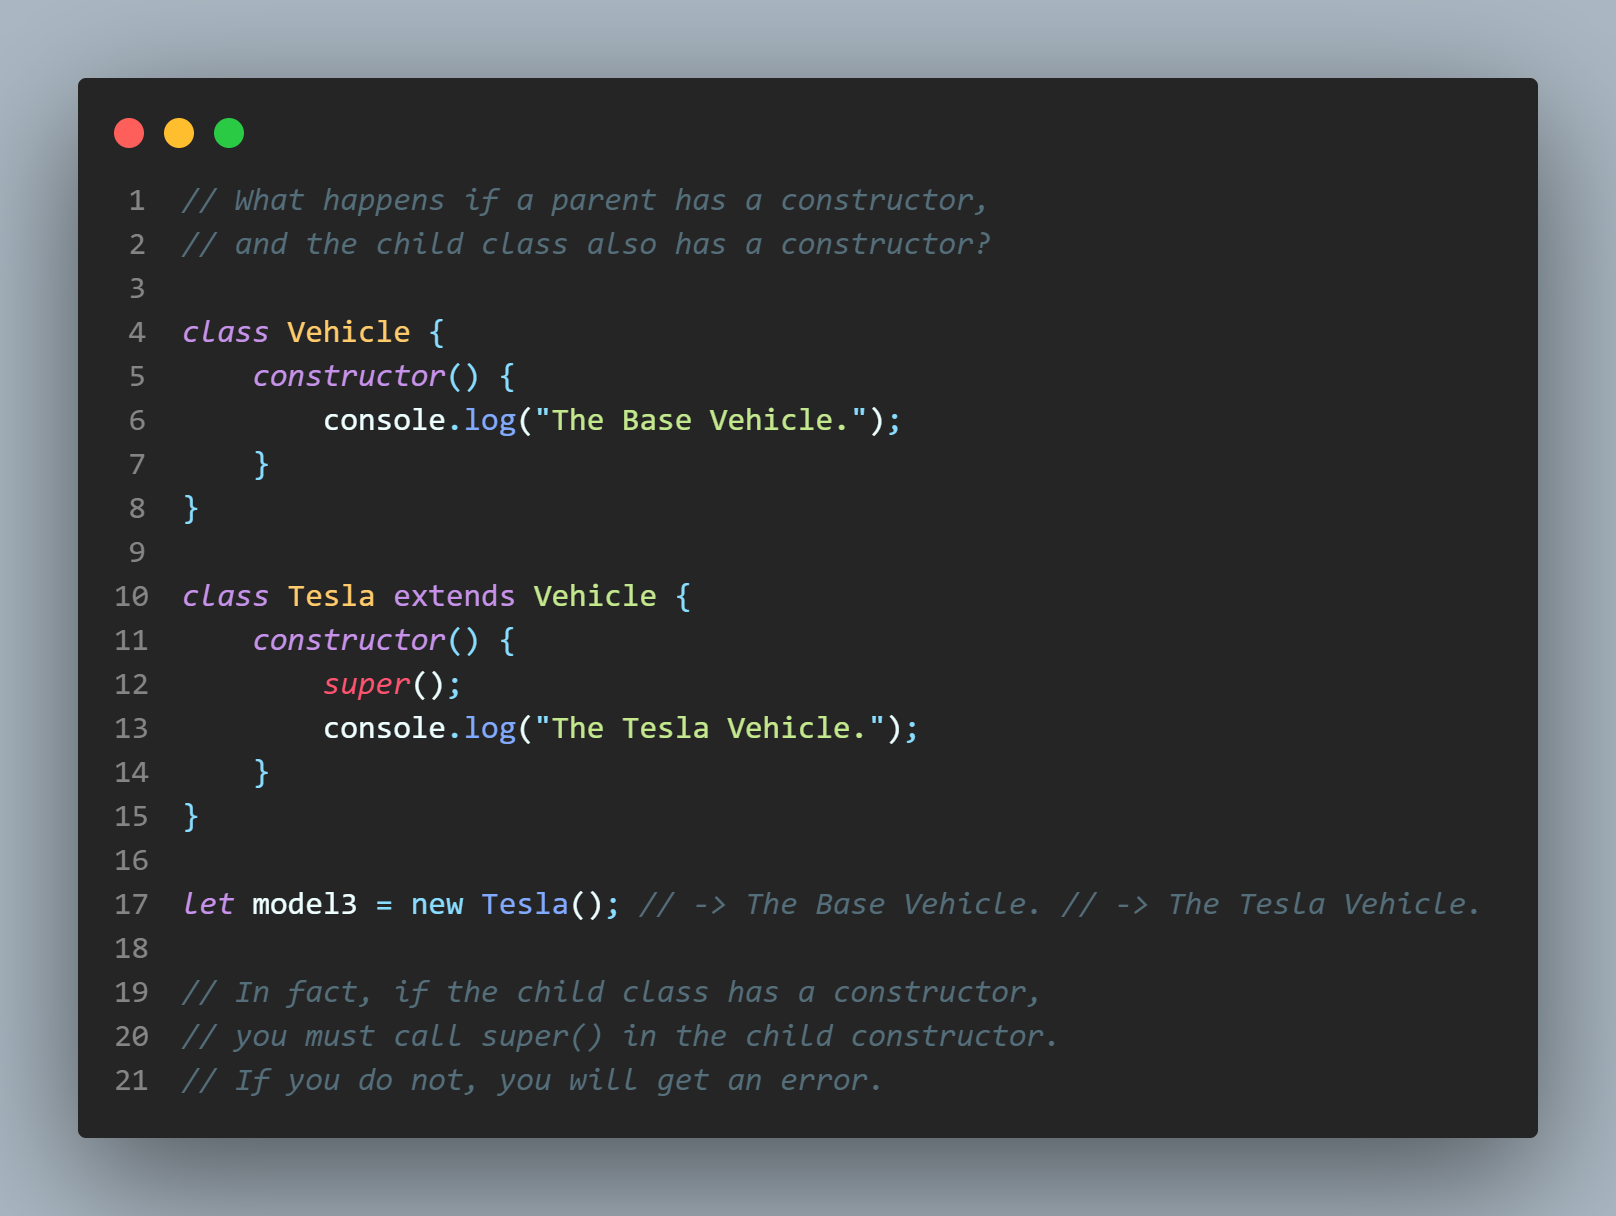 1 // What happens if a parent has a constructor,
2 // and the child class also has a constructor?
3
4 class Vehicle {
5     constructor() {
6         console.log("The Base Vehicle.");
7     }
8 }
9
10 class Tesla extends Vehicle {
11     constructor() {
12         super();
13         console.log("The Tesla Vehicle.");
14     }
15 }
16
17 let model3 = new Tesla(); // -> The Base Vehicle. // -> The Tesla Vehicle.
18
19 // In fact, if the child class has a constructor,
20 // you must call super() in the child constructor.
21 // If you do not, you will get an error.